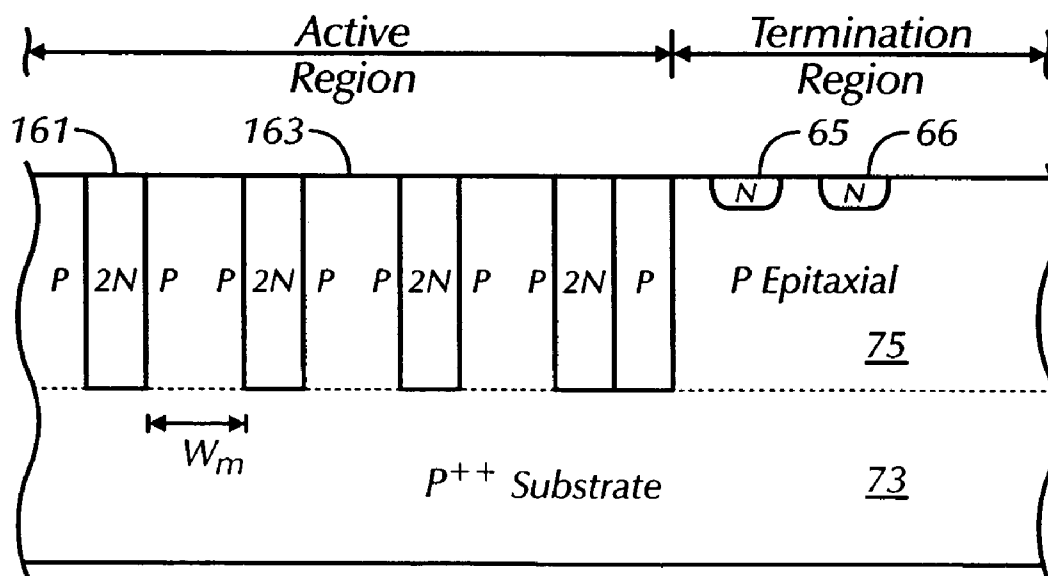 Active Region
Termination Region
161
163
65
66
N
N
P 2N P P 2N P P 2N P P 2N P
P Epitaxial
75
Wm
P++ Substrate
73